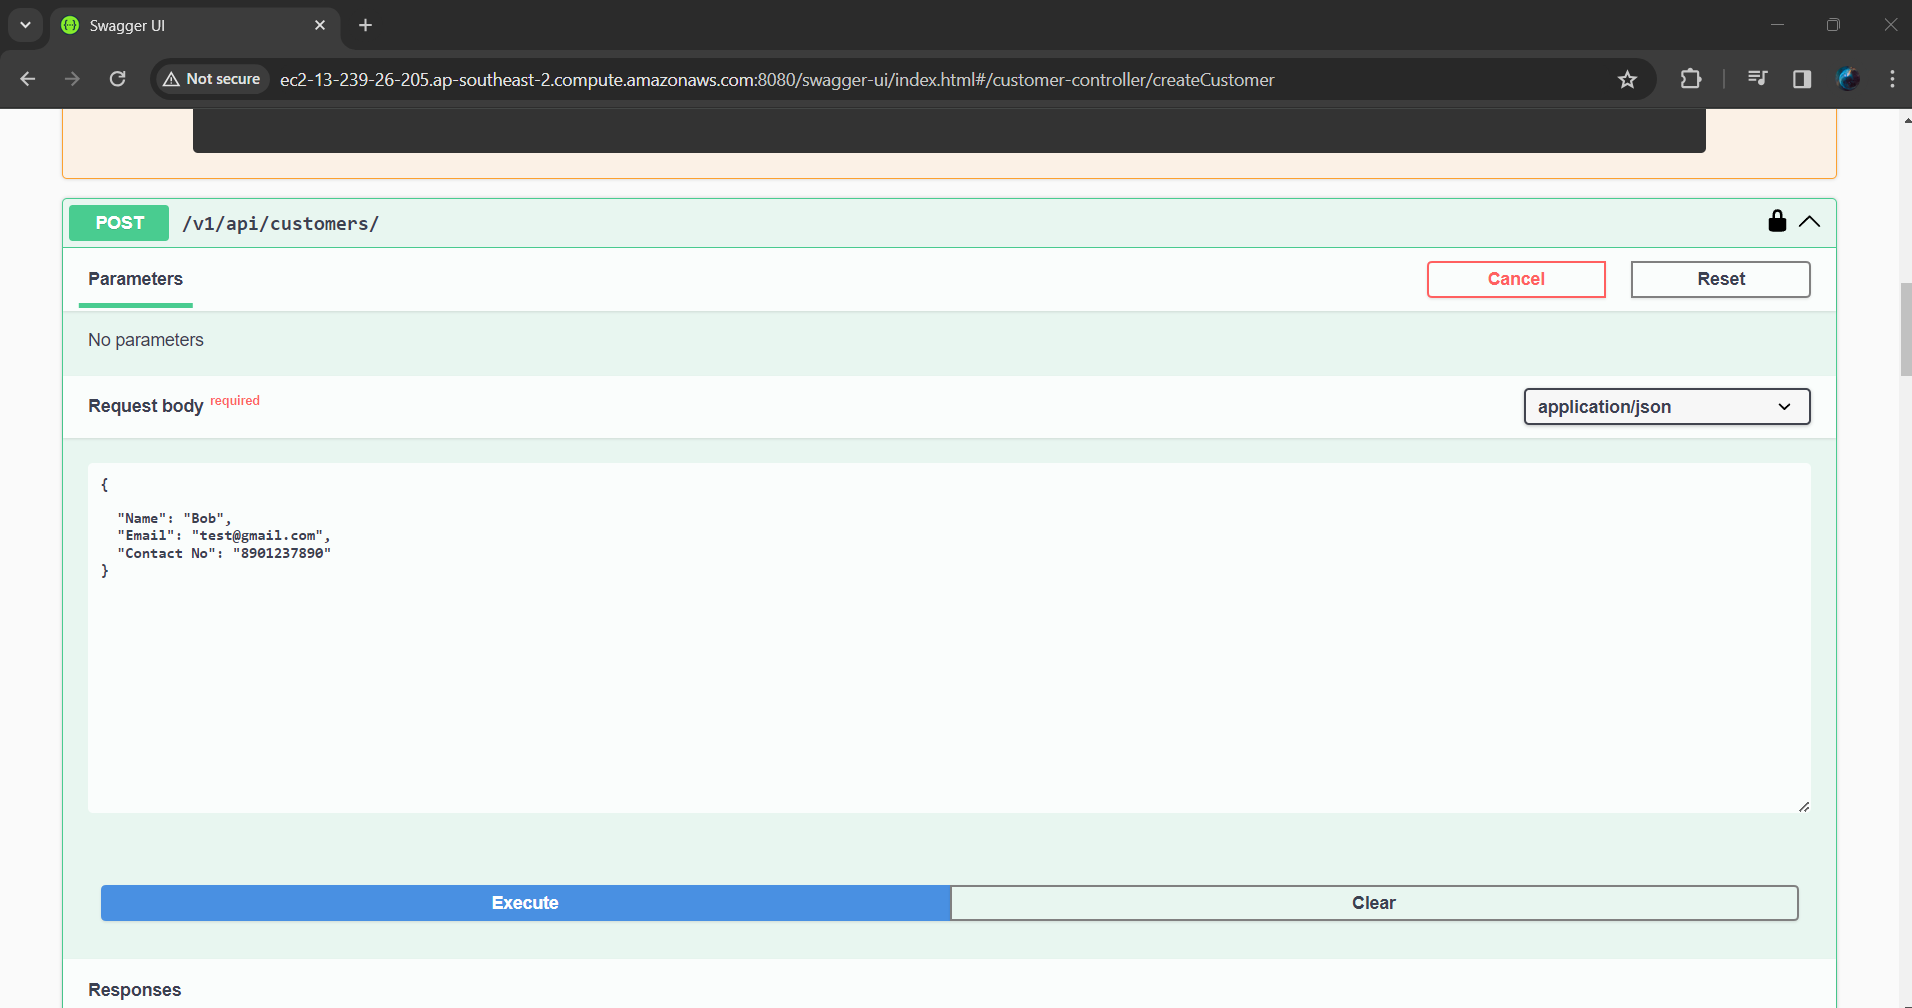 Swagger UI
Not secure
ec2-13-239-26-205.ap-southeast-2.compute.amazonaws.com:8080/swagger-ui/index.html#/customer-controller/createCustomer
POST /v1/api/customers/
Parameters
Cancel
Reset
No parameters
Request body required
application/json
{
"Name": "Bob",
"Email": "test@gmail.com",
"Contact No": "8901237890"
}
Execute
Clear
Responses